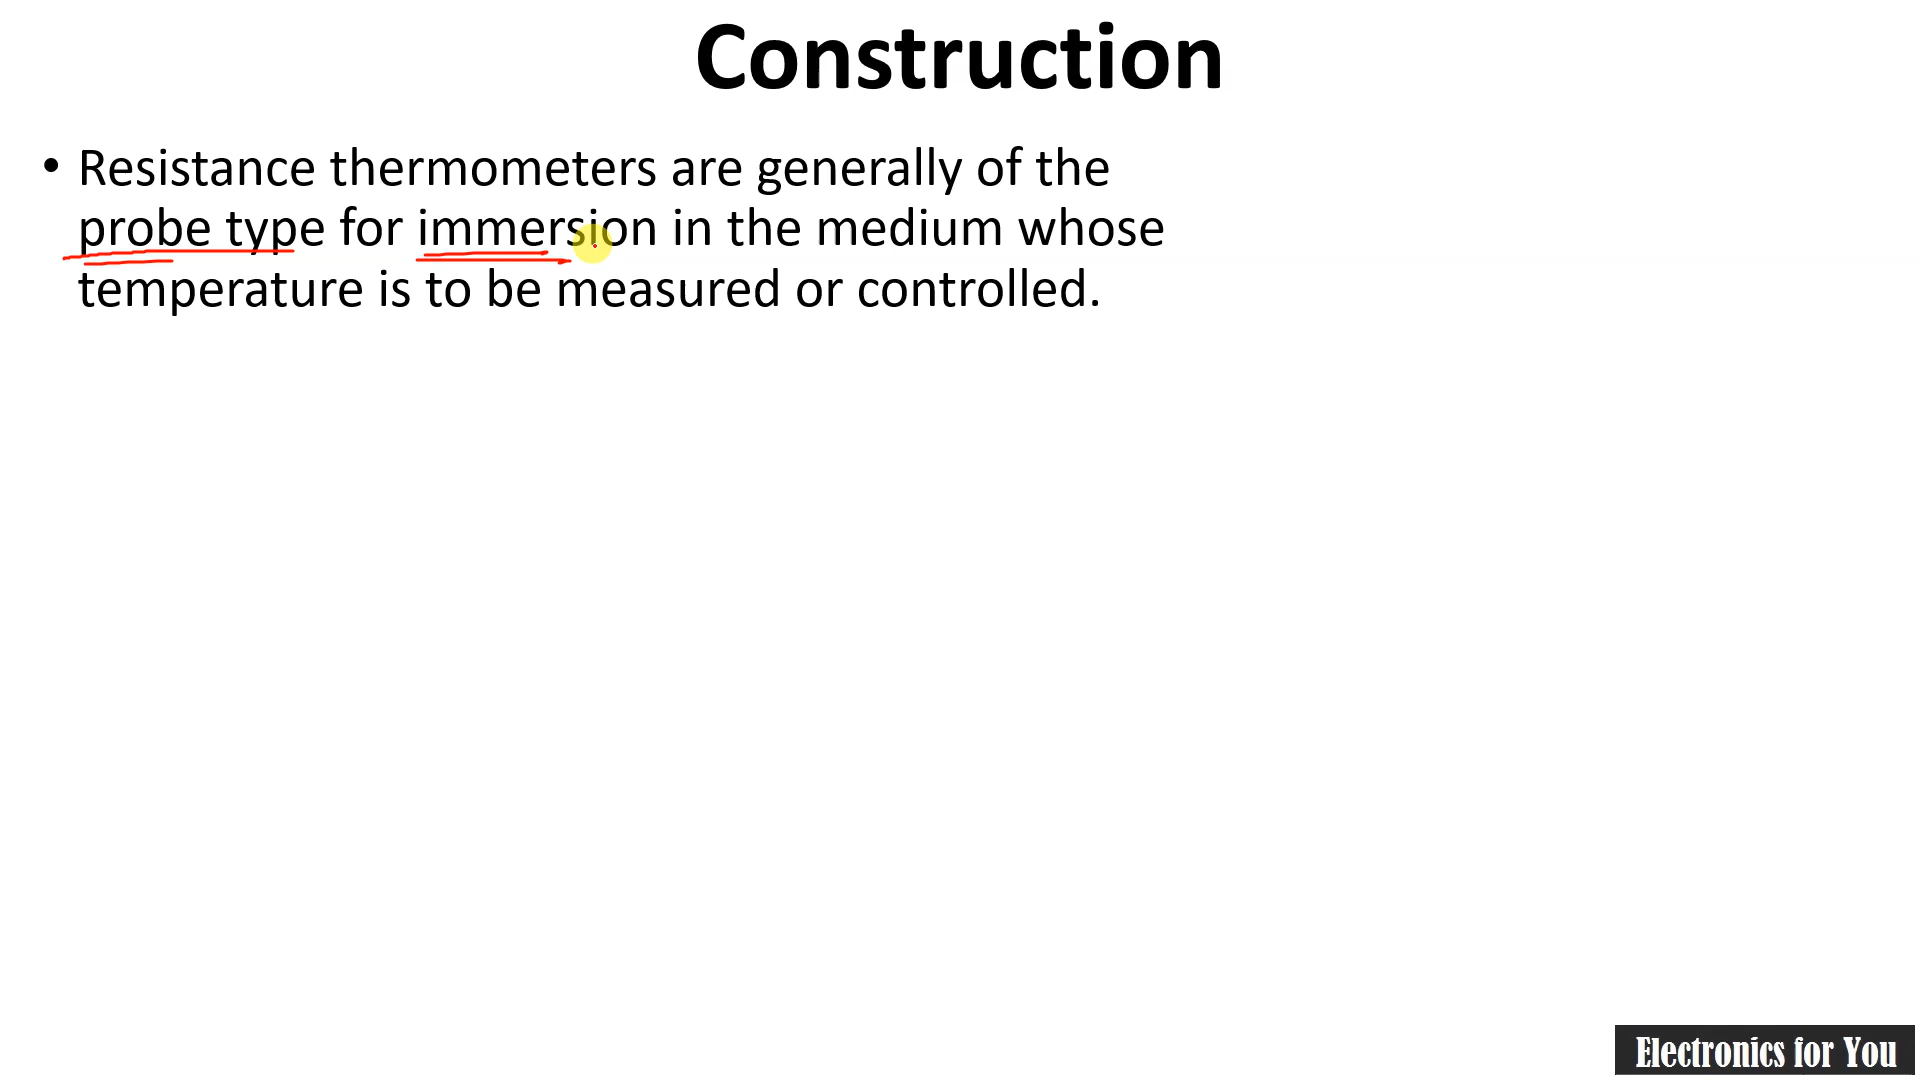 Construction
• Resistance thermometers are generally of the
probe type for immersion in the medium whose
temperature is to be measured or controlled.
Electronics for You